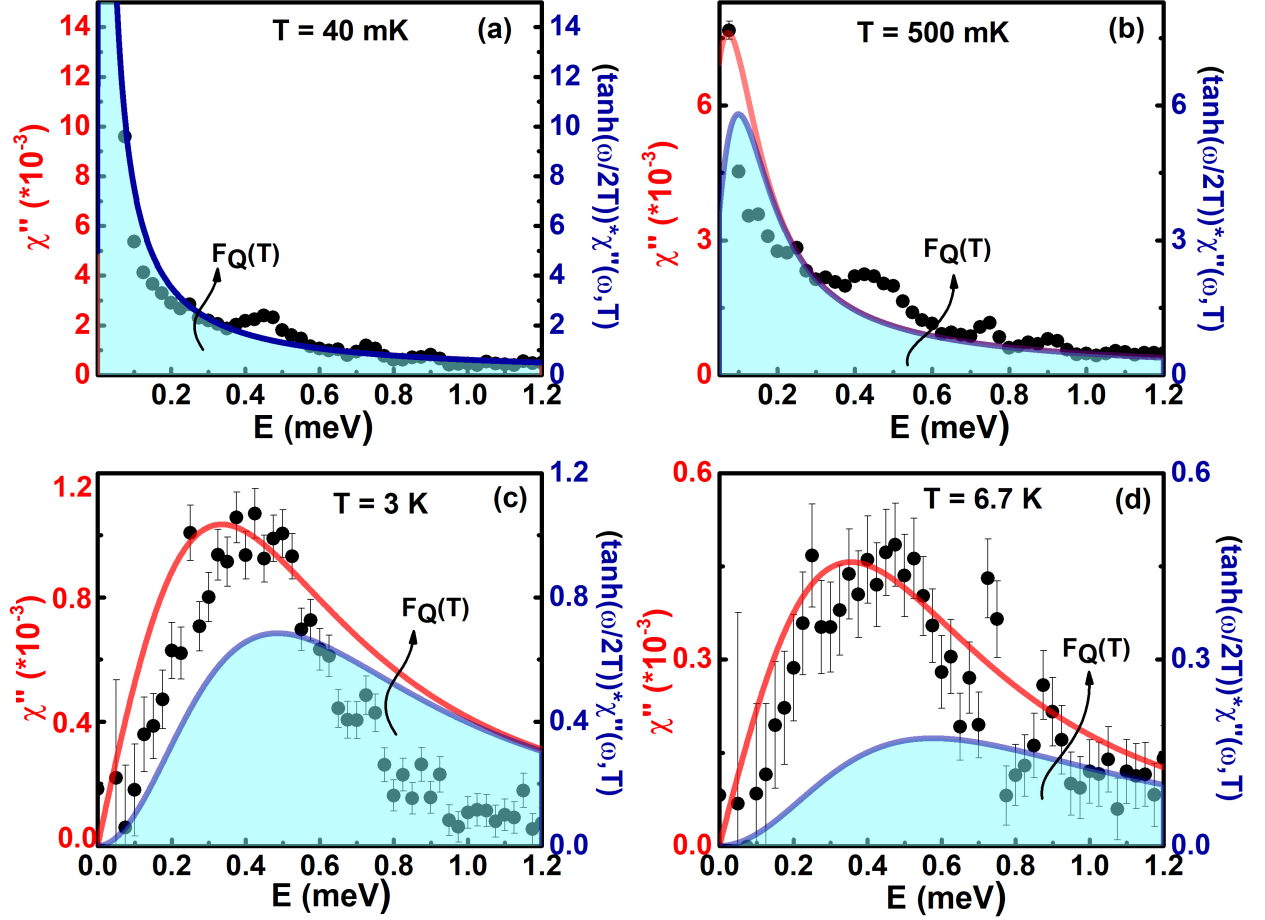 T = 40 mK
(a)
14
12
10
8
6
4
2
0
χ'' (*10⁻³)
14
12
10
8
6
4
2
0
(tanh(ω/2T))*χ''(ω,T)
F_Q(T)
0.2 0.4 0.6 0.8 1.0 1.2
E (meV)
T = 500 mK
(b)
6
3
0
χ'' (*10⁻³)
6
3
0
(tanh(ω/2T))*χ''(ω,T)
F_Q(T)
0.2 0.4 0.6 0.8 1.0 1.2
E (meV)
T = 3 K
(c)
1.2
0.8
0.4
0.0
χ'' (*10⁻³)
1.2
0.8
0.4
0.0
(tanh(ω/2T))*χ''(ω,T)
F_Q(T)
0.0 0.2 0.4 0.6 0.8 1.0 1.2
E (meV)
T = 6.7 K
(d)
0.6
0.3
0.0
χ'' (*10⁻³)
0.6
0.3
0.0
(tanh(ω/2T))*χ''(ω,T)
F_Q(T)
0.0 0.2 0.4 0.6 0.8 1.0 1.2
E (meV)